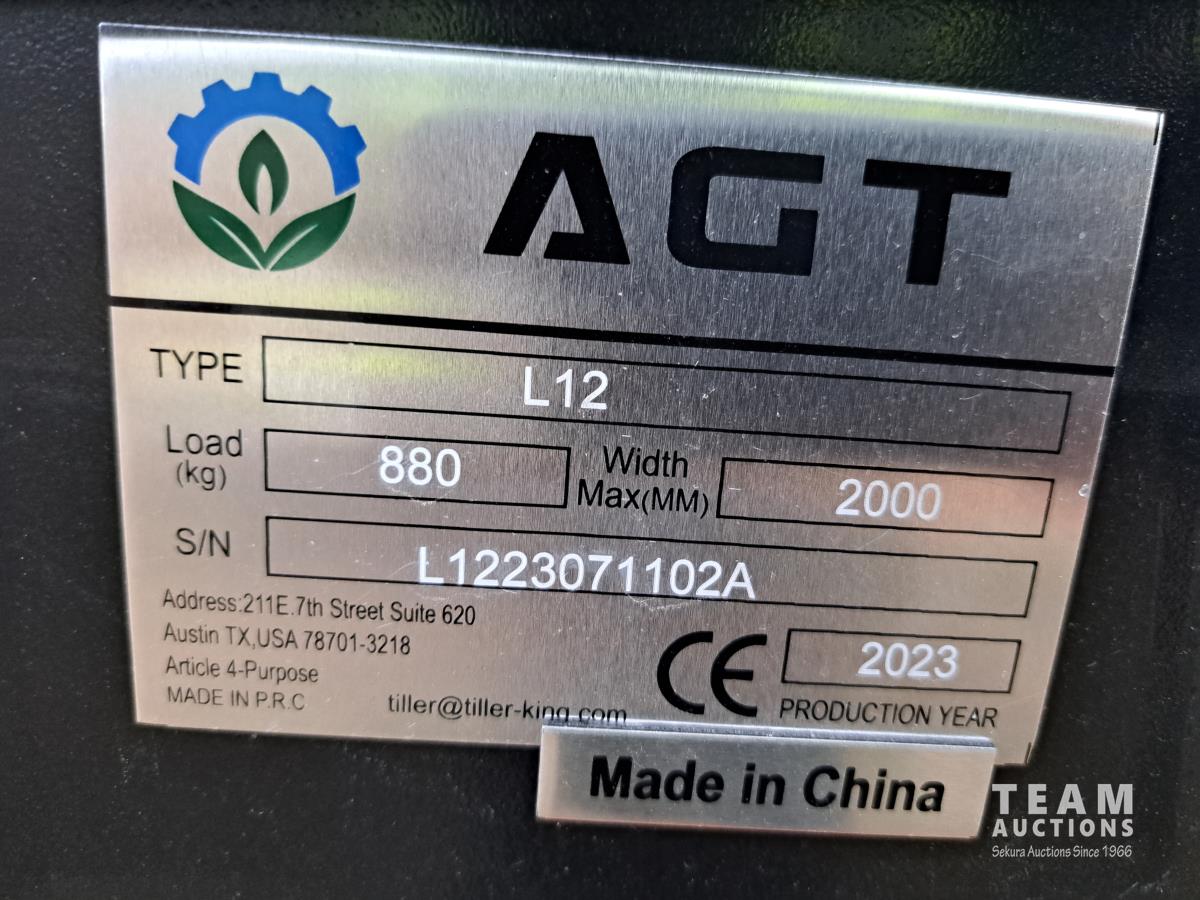 AGT
TYPE L12
Load (kg) 880 Width Max(MM) 2000
S/N L1223071102A
Address:211E.7th Street Suite 620
Austin TX,USA 78701-3218
Article 4-Purpose
MADE IN P.R.C
tiller@tiller-king.com
CE 2023
PRODUCTION YEAR
Made in China
TEAM
AUCTIONS
Sekura Auctions Since 1966